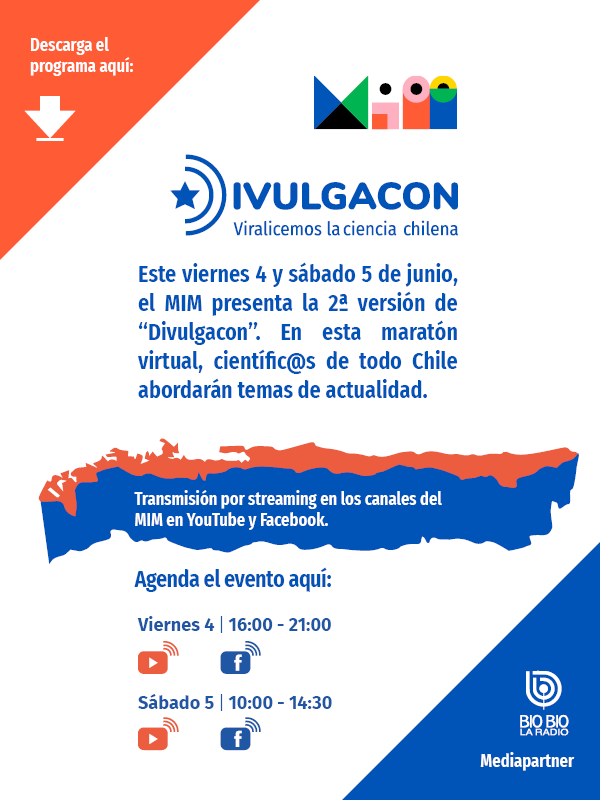 Descarga el
programa aquí:
MIM
DIVULGACON
Viralicemos la ciencia chilena
Este viernes 4 y sábado 5 de junio,
el MIM presenta la 2ª versión de
“Divulgacon”. En esta maratón
virtual, científic@s de todo Chile
abordarán temas de actualidad.
Transmisión por streaming en los canales del
MIM en YouTube y Facebook.
Agenda el evento aquí:
Viernes 4 | 16:00 - 21:00
Sábado 5 | 10:00 - 14:30
BIO BIO
LA RADIO
Mediapartner